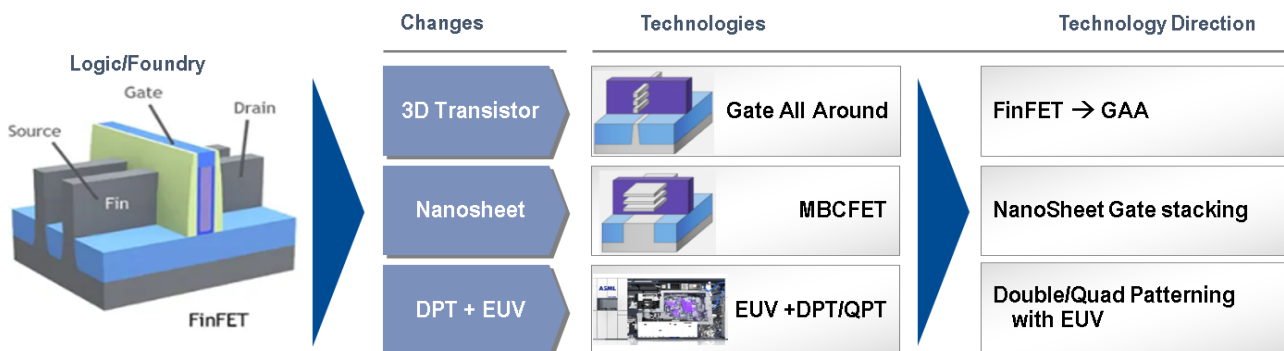 Changes
Technologies
Technology Direction
Logic/Foundry
Gate
Drain
Source
Fin
FinFET
3D Transistor
Gate All Around
FinFET → GAA
Nanosheet
MBCFET
NanoSheet Gate stacking
DPT + EUV
ASML
EUV +DPT/QPT
Double/Quad Patterning
with EUV